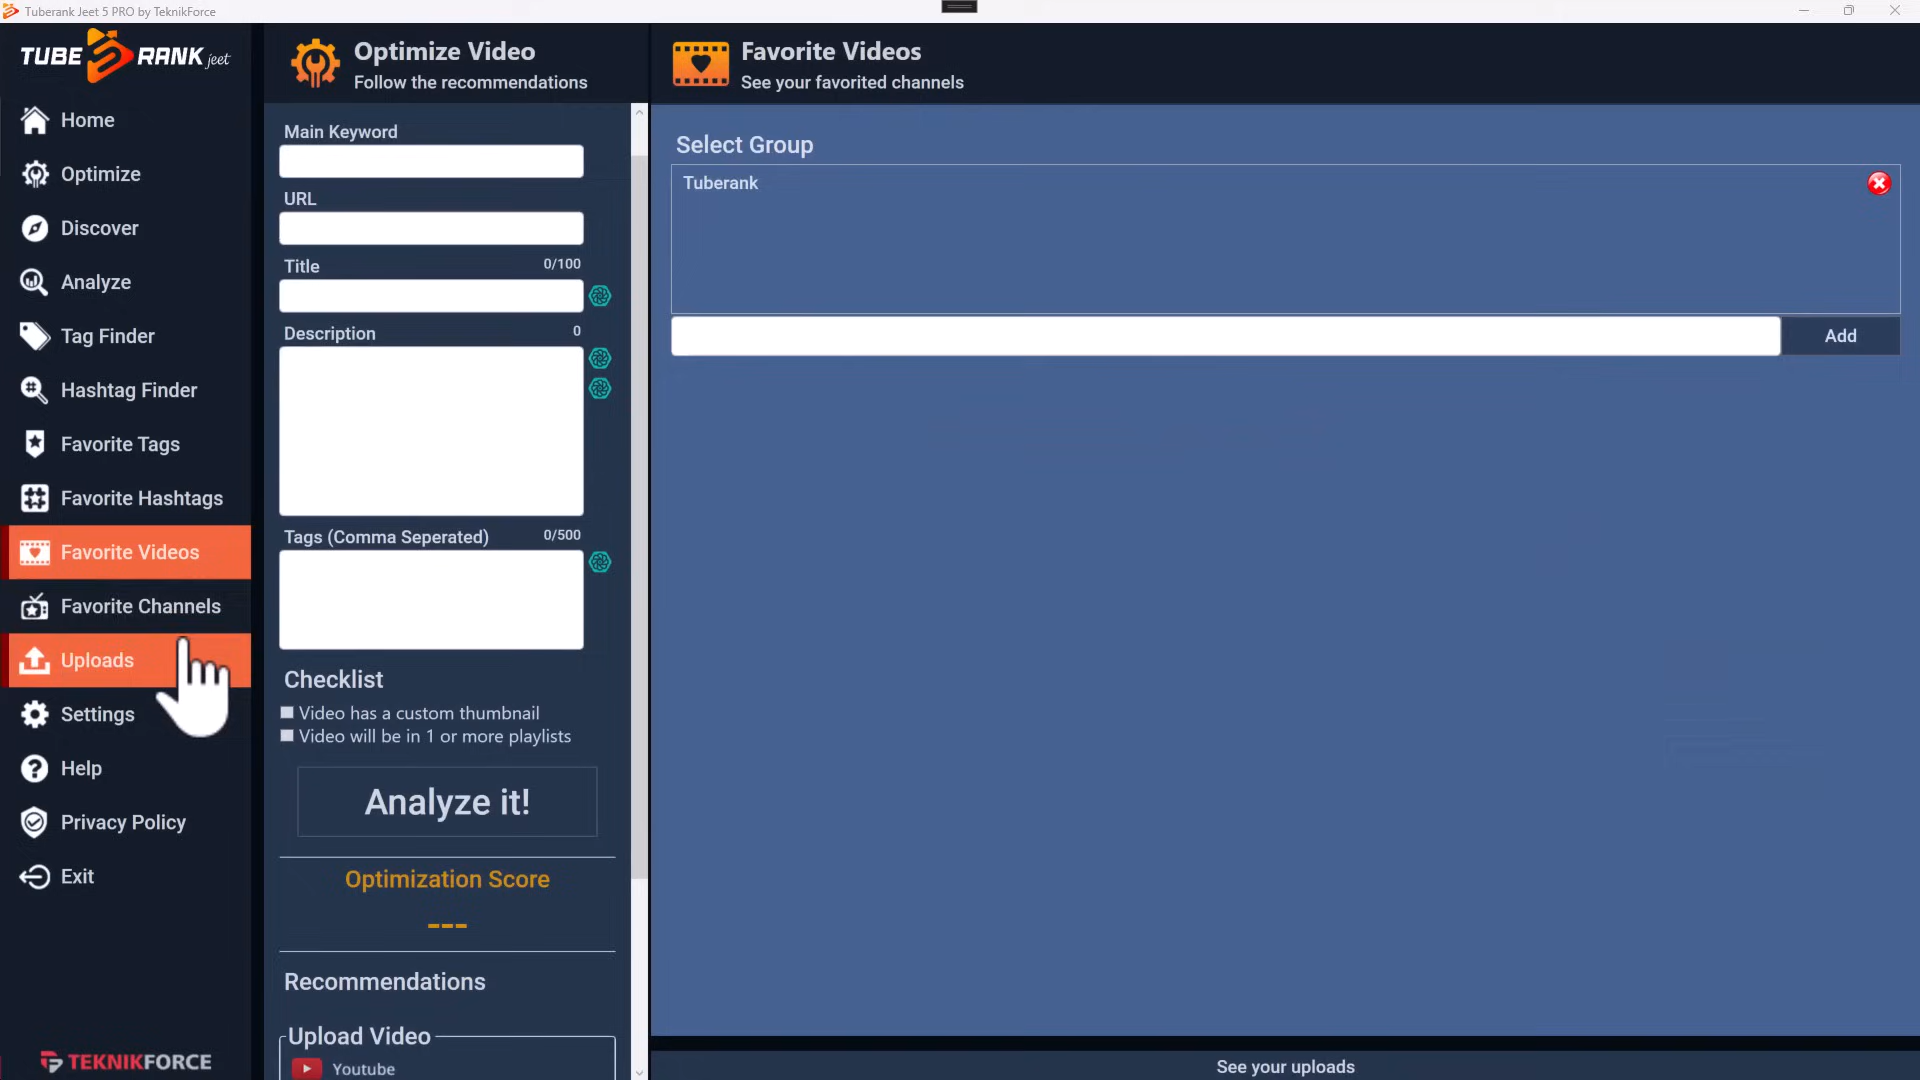 Tuberank Jeet 5 PRO by TeknikForce
TUBE RANK jeet
Home
Optimize
Discover
Analyze
Tag Finder
Hashtag Finder
Favorite Tags
Favorite Hashtags
Favorite Videos
Favorite Channels
Uploads
Settings
Help
Privacy Policy
Exit
TEKNIKFORCE
Optimize Video
Follow the recommendations
Main Keyword
URL
Title 0/100
Description 0
Tags (Comma Seperated) 0/500
Checklist
Video has a custom thumbnail
Video will be in 1 or more playlists
Analyze it!
Optimization Score
---
Recommendations
Upload Video
Youtube
Favorite Videos
See your favorited channels
Select Group
Tuberank
Add
See your uploads